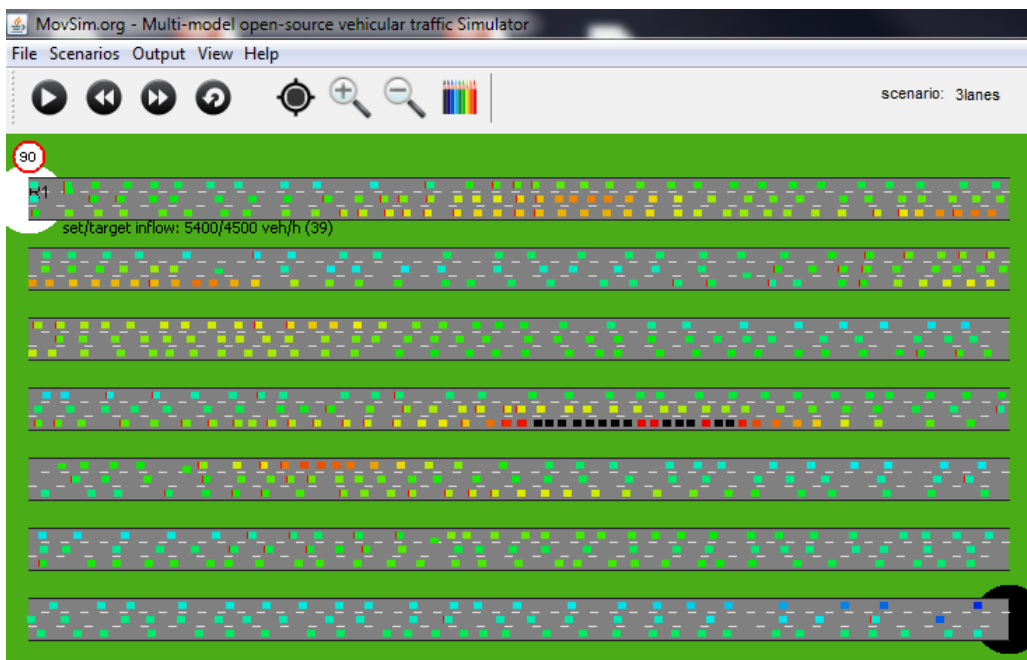 MovSim.org - Multi-model open-source vehicular traffic Simulator
File Scenarios Output View Help
scenario: 3lanes
90
R1
set/target inflow: 5400/4500 veh/h (39)